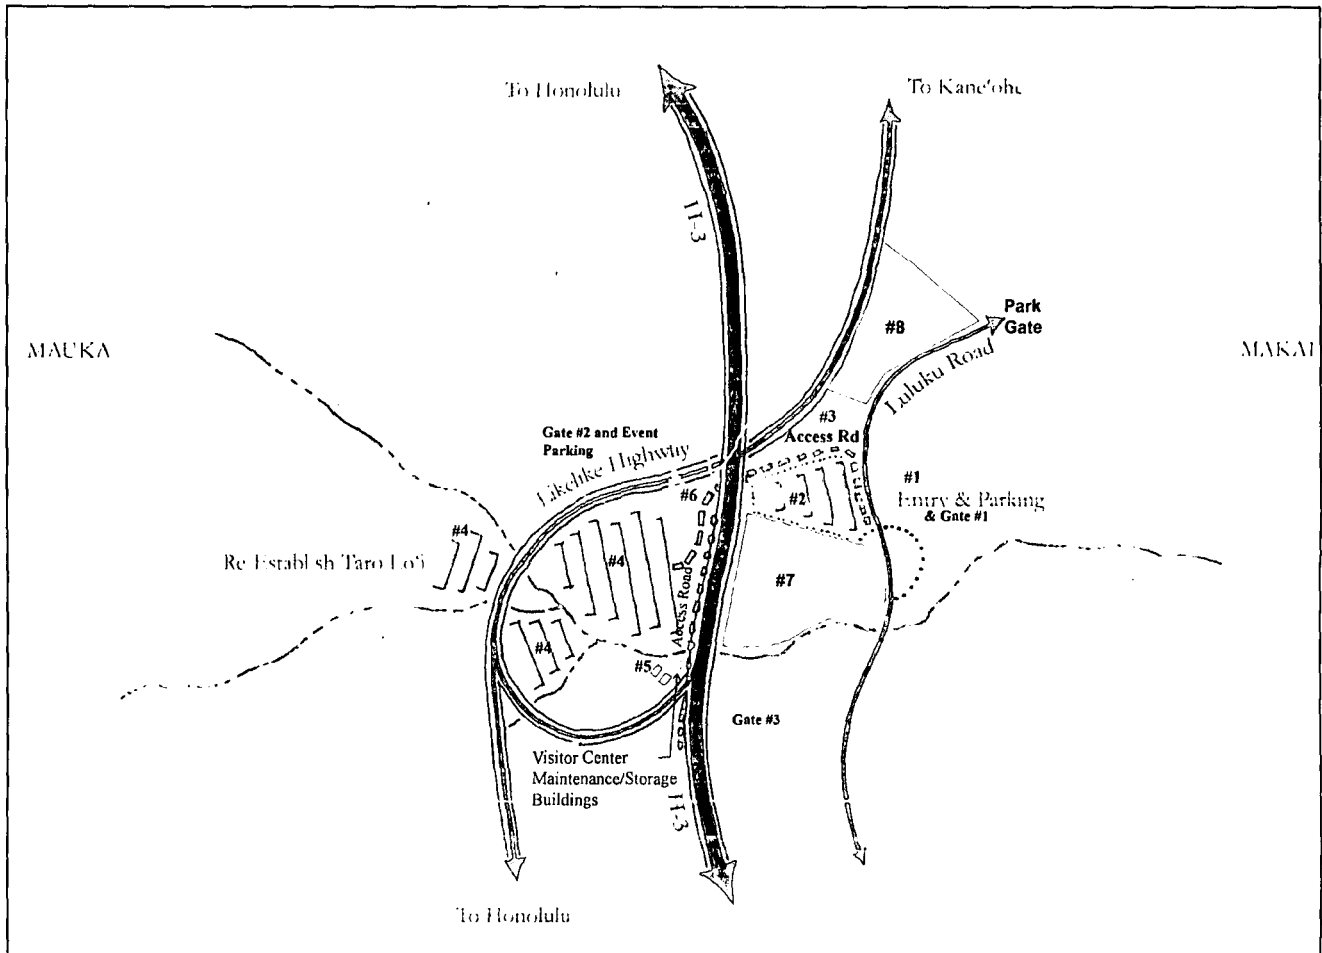 To Honolulu
To Kane'ohe
H-3
Park
Gate
#8
MAUKA
MAKAI
Luluku Road
#3
Access Rd
Gate #2 and Event
Parking
Likelike Highway
#1
Entry & Parking
& Gate #1
#6
#2
#4
Re-Establish Taro Lo'i
#4
#7
Access Road
#4
#5
Gate #3
Visitor Center
Maintenance/Storage
Buildings
H-3
To Honolulu